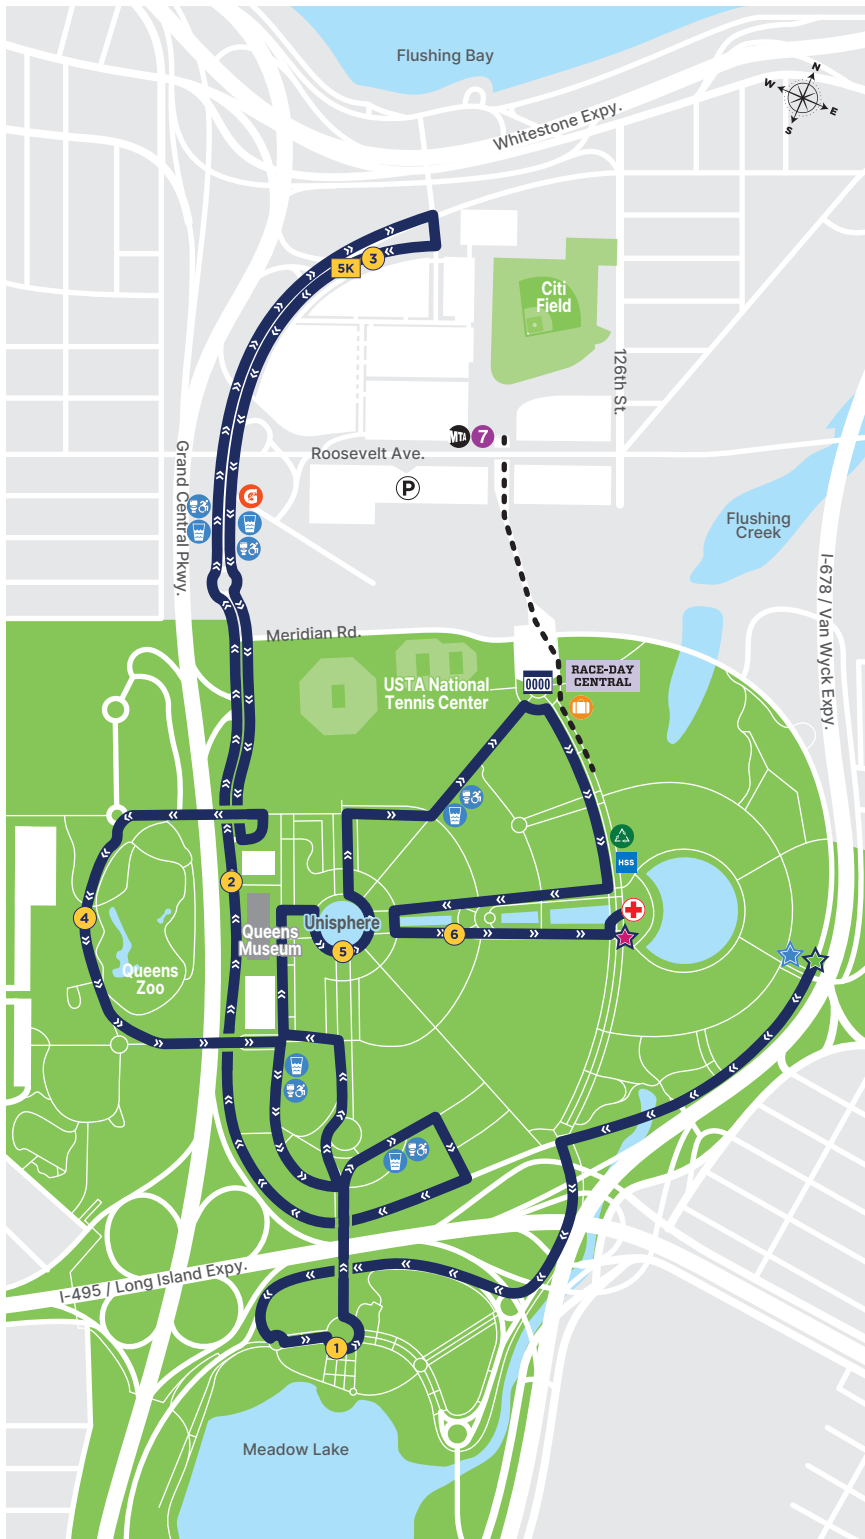 Flushing Bay
N
W
E
S
Whitestone Expy.
3
5K
Citi
Field
126th St.
MTA
7
Roosevelt Ave.
P
Grand Central Pkwy.
G
Flushing
Creek
I-678 / Van Wyck Expy.
Meridian Rd.
RACE-DAY
CENTRAL
0000
USTA National
Tennis Center
HSS
2
4
Unisphere
Queens
Museum
5
6
Queens
Zoo
I-495 / Long Island Expy.
1
Meadow Lake